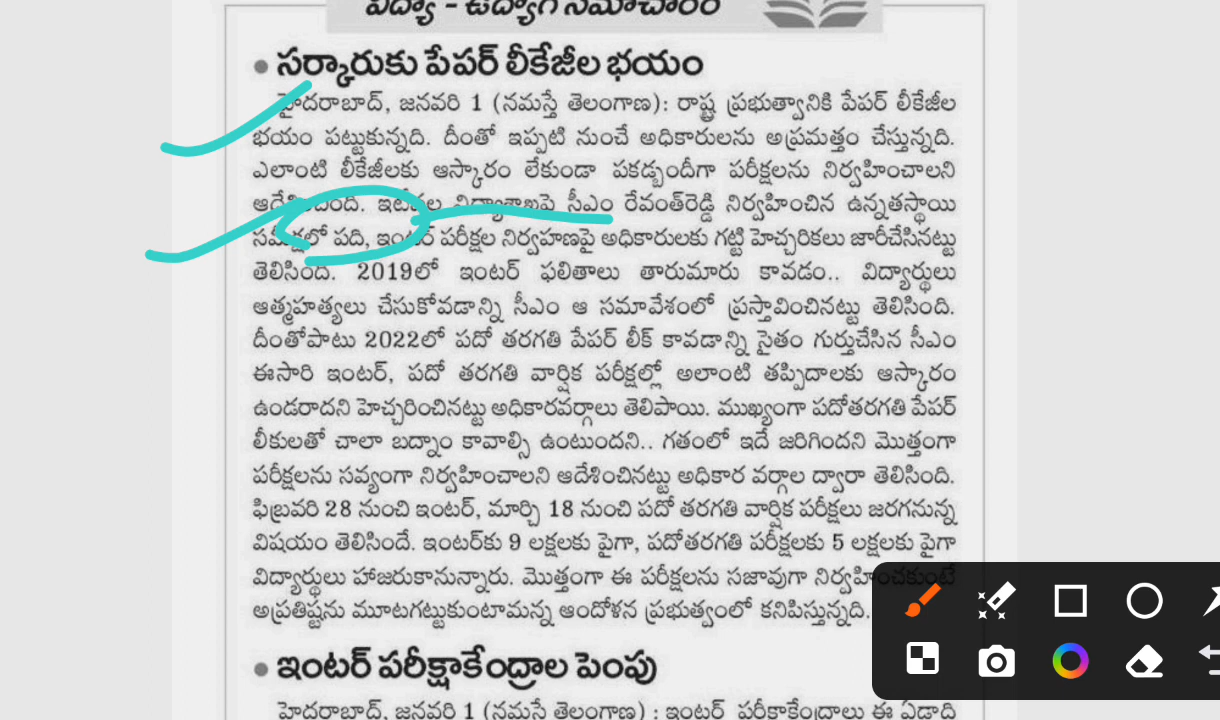 విద్యా - ఉద్యోగ సమాచారం
• సర్కారుకు పేపర్ లీకేజీల భయం
హైదరాబాద్, జనవరి 1 (నమస్తే తెలంగాణ): రాష్ట్ర ప్రభుత్వానికి పేపర్ లీకేజీల
భయం పట్టుకున్నది. దీంతో ఇప్పటి నుంచే అధికారులను అప్రమత్తం చేస్తున్నది.
ఎలాంటి లీకేజీలకు ఆస్కారం లేకుండా పకడ్బందీగా పరీక్షలను నిర్వహించాలని
ఆదేశించింది. ఇటీవల విద్యాశాఖపై సీఎం రేవంత్‌రెడ్డి నిర్వహించిన ఉన్నతస్థాయి
సమీక్షలో పది, ఇంటర్ పరీక్షల నిర్వహణపై అధికారులకు గట్టి హెచ్చరికలు జారీచేసినట్టు
తెలిసింది. 2019లో ఇంటర్ ఫలితాలు తారుమారు కావడం.. విద్యార్థులు
ఆత్మహత్యలు చేసుకోవడాన్ని సీఎం ఆ సమావేశంలో ప్రస్తావించినట్టు తెలిసింది.
దీంతోపాటు 2022లో పదో తరగతి పేపర్ లీక్ కావడాన్ని సైతం గుర్తుచేసిన సీఎం
ఈసారి ఇంటర్, పదో తరగతి వార్షిక పరీక్షల్లో అలాంటి తప్పిదాలకు ఆస్కారం
ఉండరాదని హెచ్చరించినట్టు అధికారవర్గాలు తెలిపాయి. ముఖ్యంగా పదోతరగతి పేపర్
లీకులతో చాలా బద్నాం కావాల్సి ఉంటుందని.. గతంలో ఇదే జరిగిందని మొత్తంగా
పరీక్షలను సవ్యంగా నిర్వహించాలని ఆదేశించినట్టు అధికార వర్గాల ద్వారా తెలిసింది.
ఫిబ్రవరి 28 నుంచి ఇంటర్, మార్చి 18 నుంచి పదో తరగతి వార్షిక పరీక్షలు జరగనున్న
విషయం తెలిసిందే. ఇంటర్‌కు 9 లక్షలకు పైగా, పదోతరగతి పరీక్షలకు 5 లక్షలకు పైగా
విద్యార్థులు హాజరుకానున్నారు. మొత్తంగా ఈ పరీక్షలను సజావుగా నిర్వహించకుంటే
అప్రతిష్టను మూటగట్టుకుంటామన్న ఆందోళన ప్రభుత్వంలో కనిపిస్తున్నది.
• ఇంటర్ పరీక్షాకేంద్రాల పెంపు
హైదరాబాద్, జనవరి 1 (నమస్తే తెలంగాణ) : ఇంటర్ పరీక్షాకేంద్రాలు ఈ ఏడాది